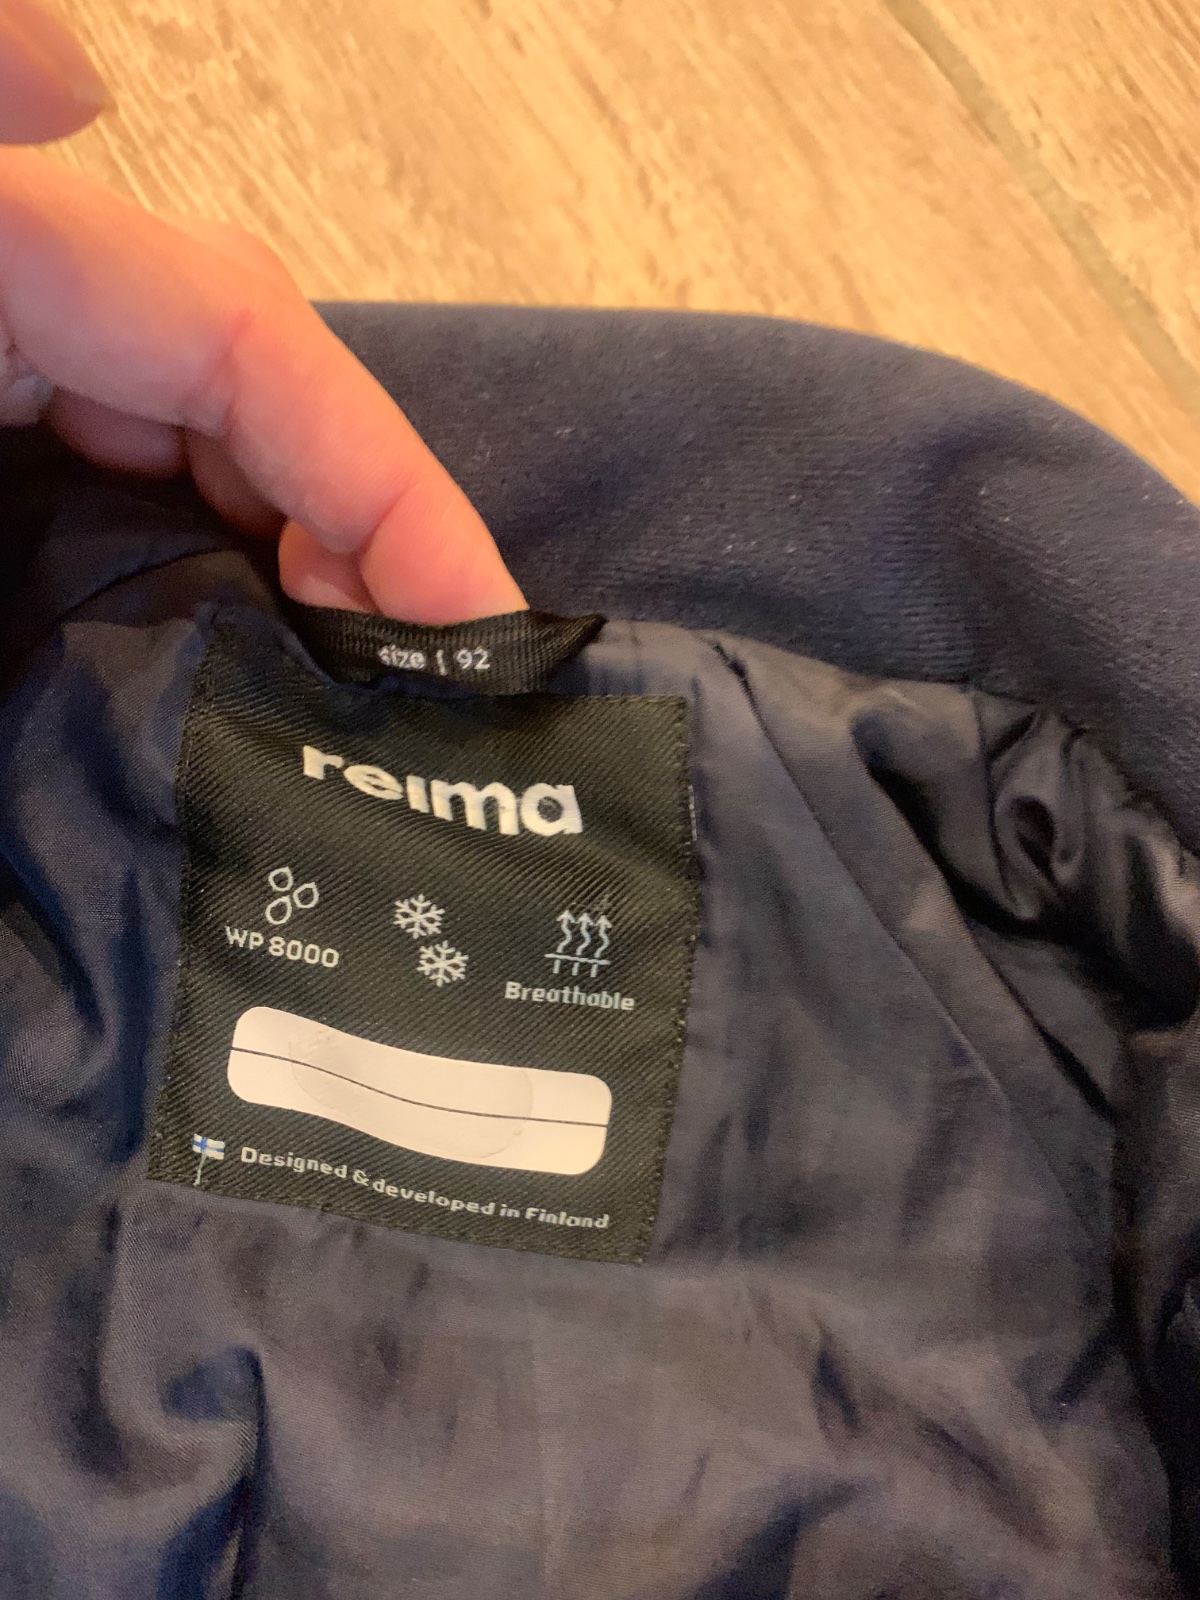 size | 92
reima
WP 8000
Breathable
Designed & developed in Finland